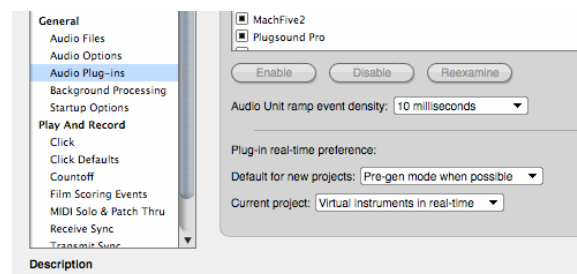 General
Audio Files
Audio Options
Audio Plug-ins
Background Processing
Startup Options
Play And Record
Click
Click Defaults
Countoff
Film Scoring Events
MIDI Solo & Patch Thru
Receive Sync
Transmit Sync
Description
MachFive2
Plugsound Pro
Enable Disable Reexamine
Audio Unit ramp event density: 10 milliseconds
Plug-in real-time preference:
Default for new projects: Pre-gen mode when possible
Current project: Virtual instruments in real-time